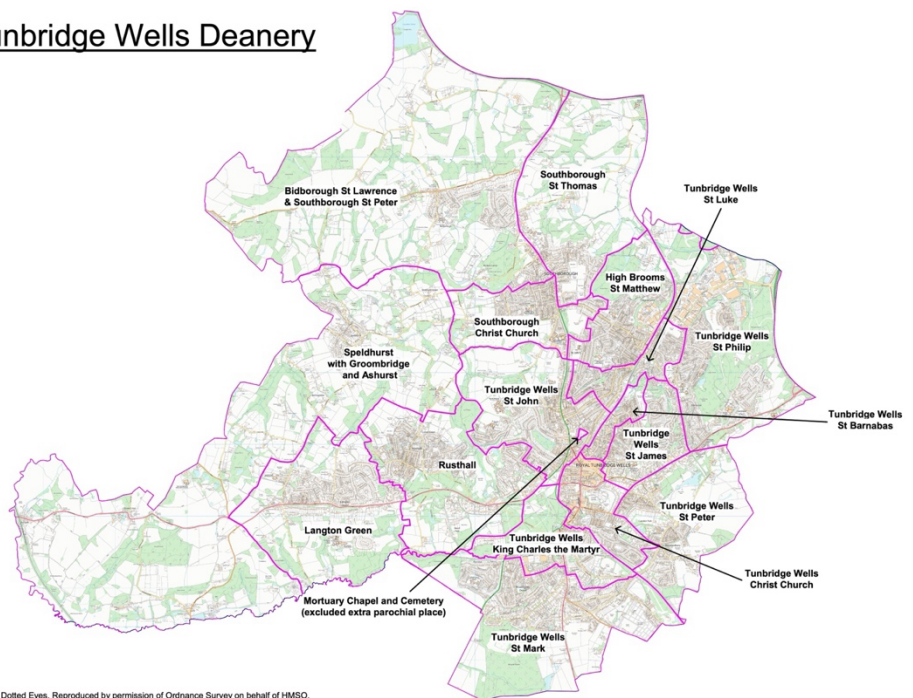 unbridge Wells Deanery
Bidborough St Lawrence
& Southborough St Peter
Southborough
St Thomas
Tunbridge Wells
St Luke
High Brooms
St Matthew
Southborough
Christ Church
Tunbridge Wells
St Philip
Speldhurst
with Groombridge
and Ashurst
Tunbridge Wells
St John
Tunbridge Wells
St Barnabas
Tunbridge
Wells
St James
Rusthall
ROYAL TUNBRIDGE WELLS
Tunbridge Wells
St Peter
Langton Green
Tunbridge Wells
King Charles the Martyr
Tunbridge Wells
Christ Church
Mortuary Chapel and Cemetery
(excluded extra parochial place)
Tunbridge Wells
St Mark
Dotted Eyes. Reproduced by permission of Ordnance Survey on behalf of HMSO.